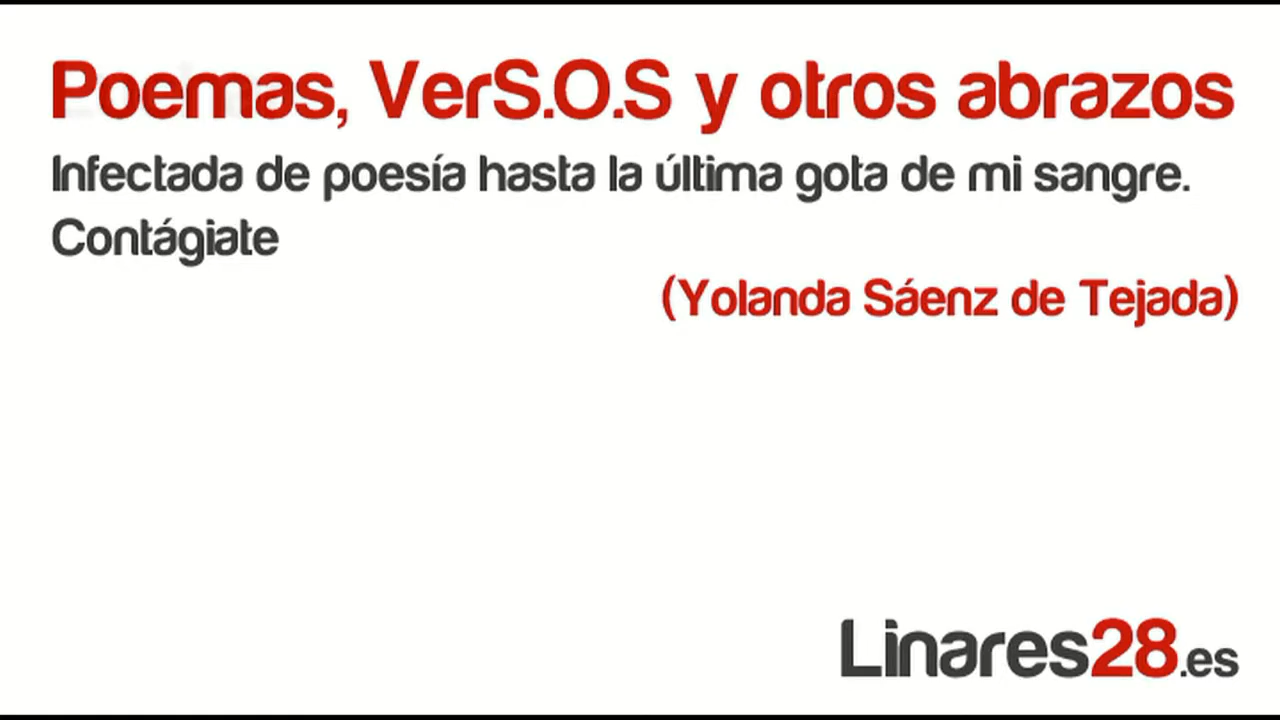 Poemas, VerS.O.S y otros abrazos
Infectada de poesía hasta la última gota de mi sangre.
Contágiate
(Yolanda Sáenz de Tejada)
Linares28.es